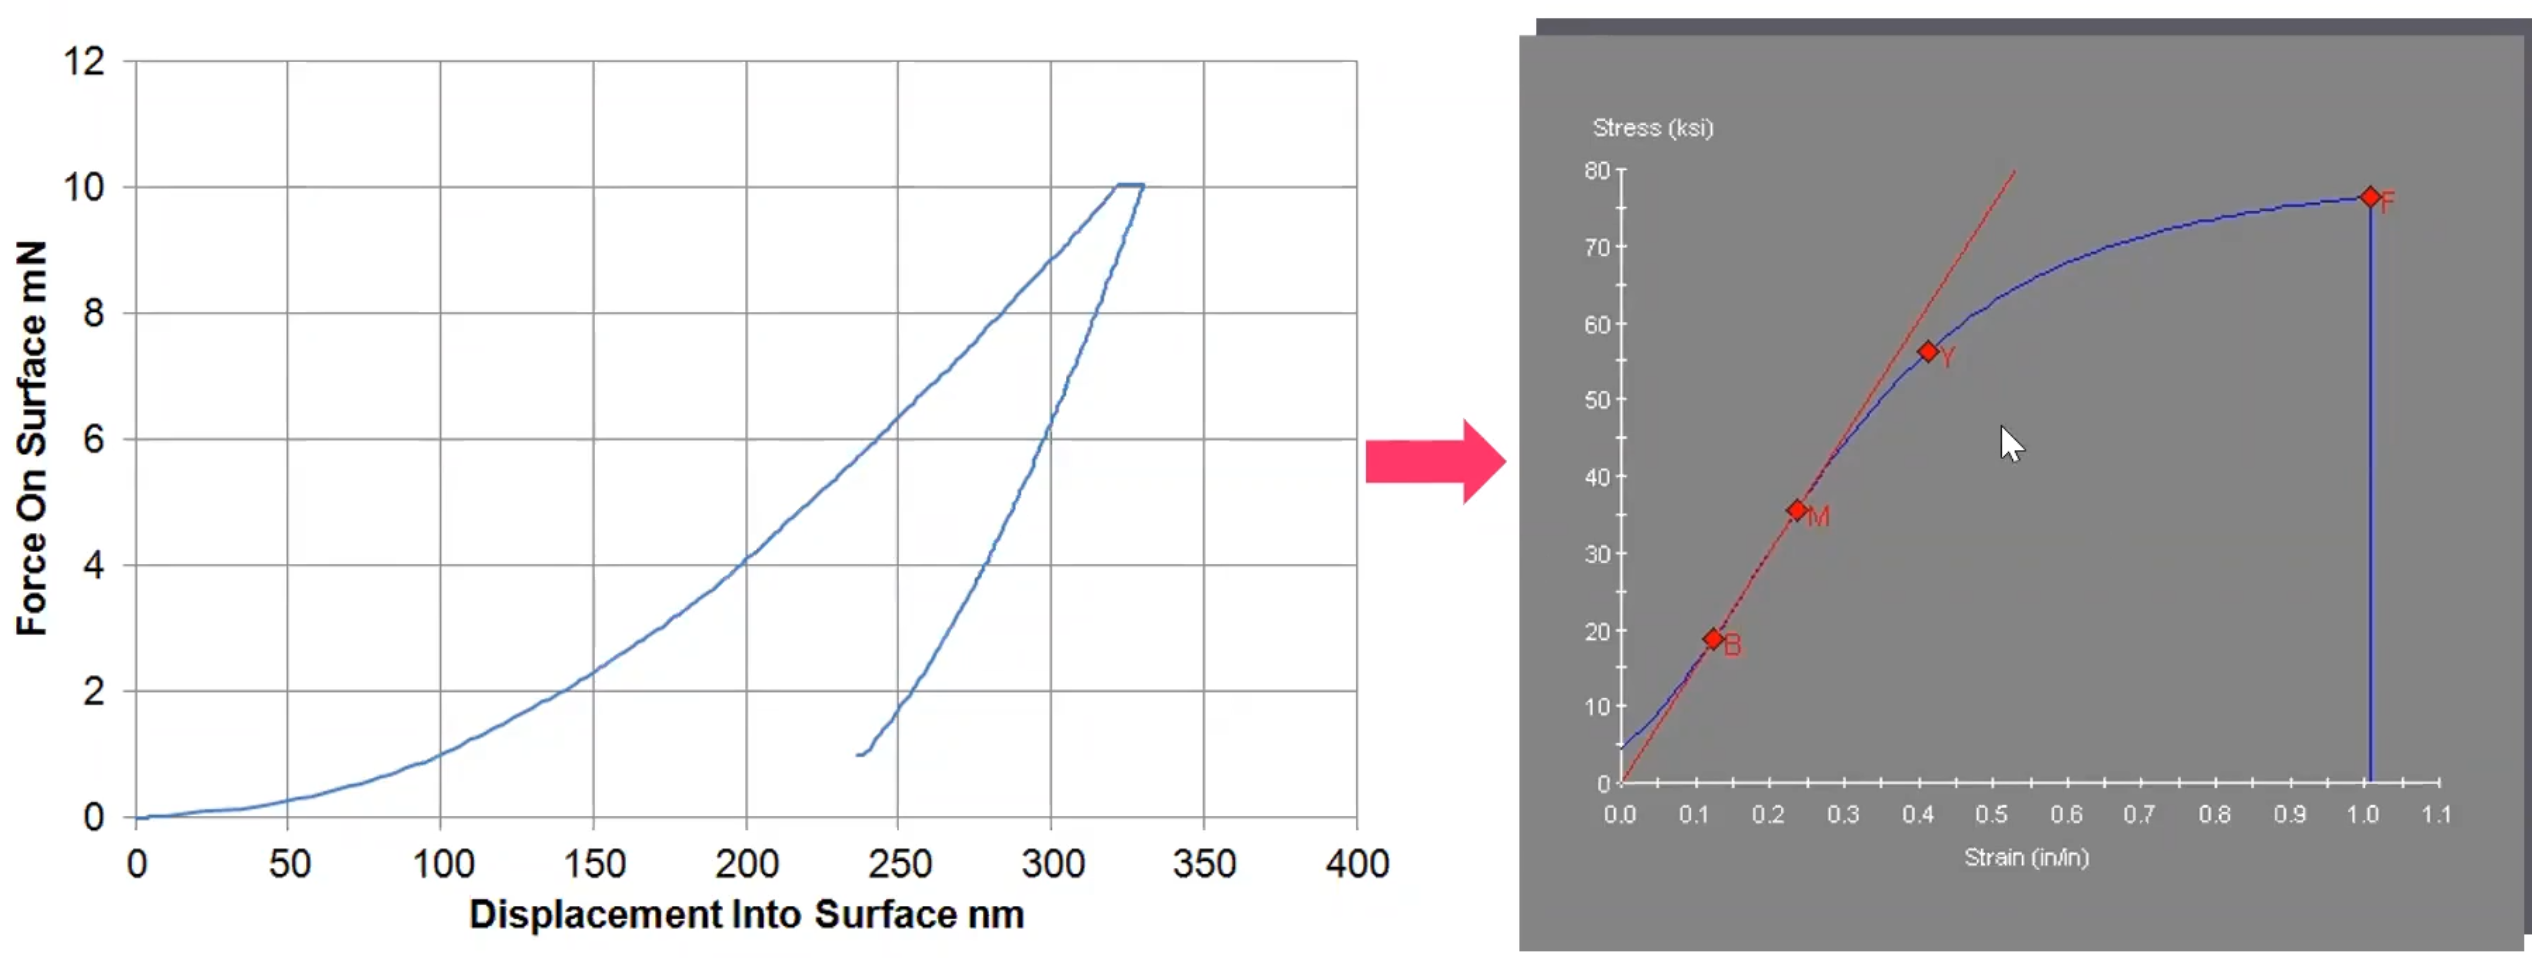 12
10
8
6
4
2
0
Force On Surface mN
0 50 100 150 200 250 300 350 400
Displacement Into Surface nm
Stress (ksi)
80
70
60
50
40
30
20
10
0
F
Y
M
B
0.0 0.1 0.2 0.3 0.4 0.5 0.6 0.7 0.8 0.9 1.0 1.1
Strain (in/in)